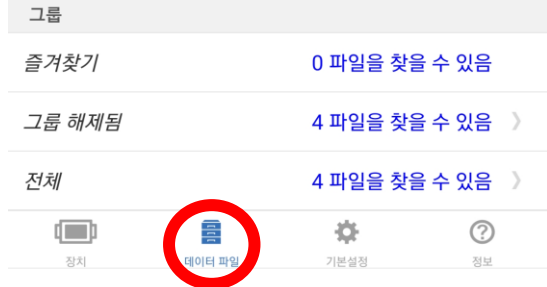 그룹
즐겨찾기 0 파일을 찾을 수 있음
그룹 해제됨 4 파일을 찾을 수 있음
전체 4 파일을 찾을 수 있음
장치 데이터 파일 기본설정 정보